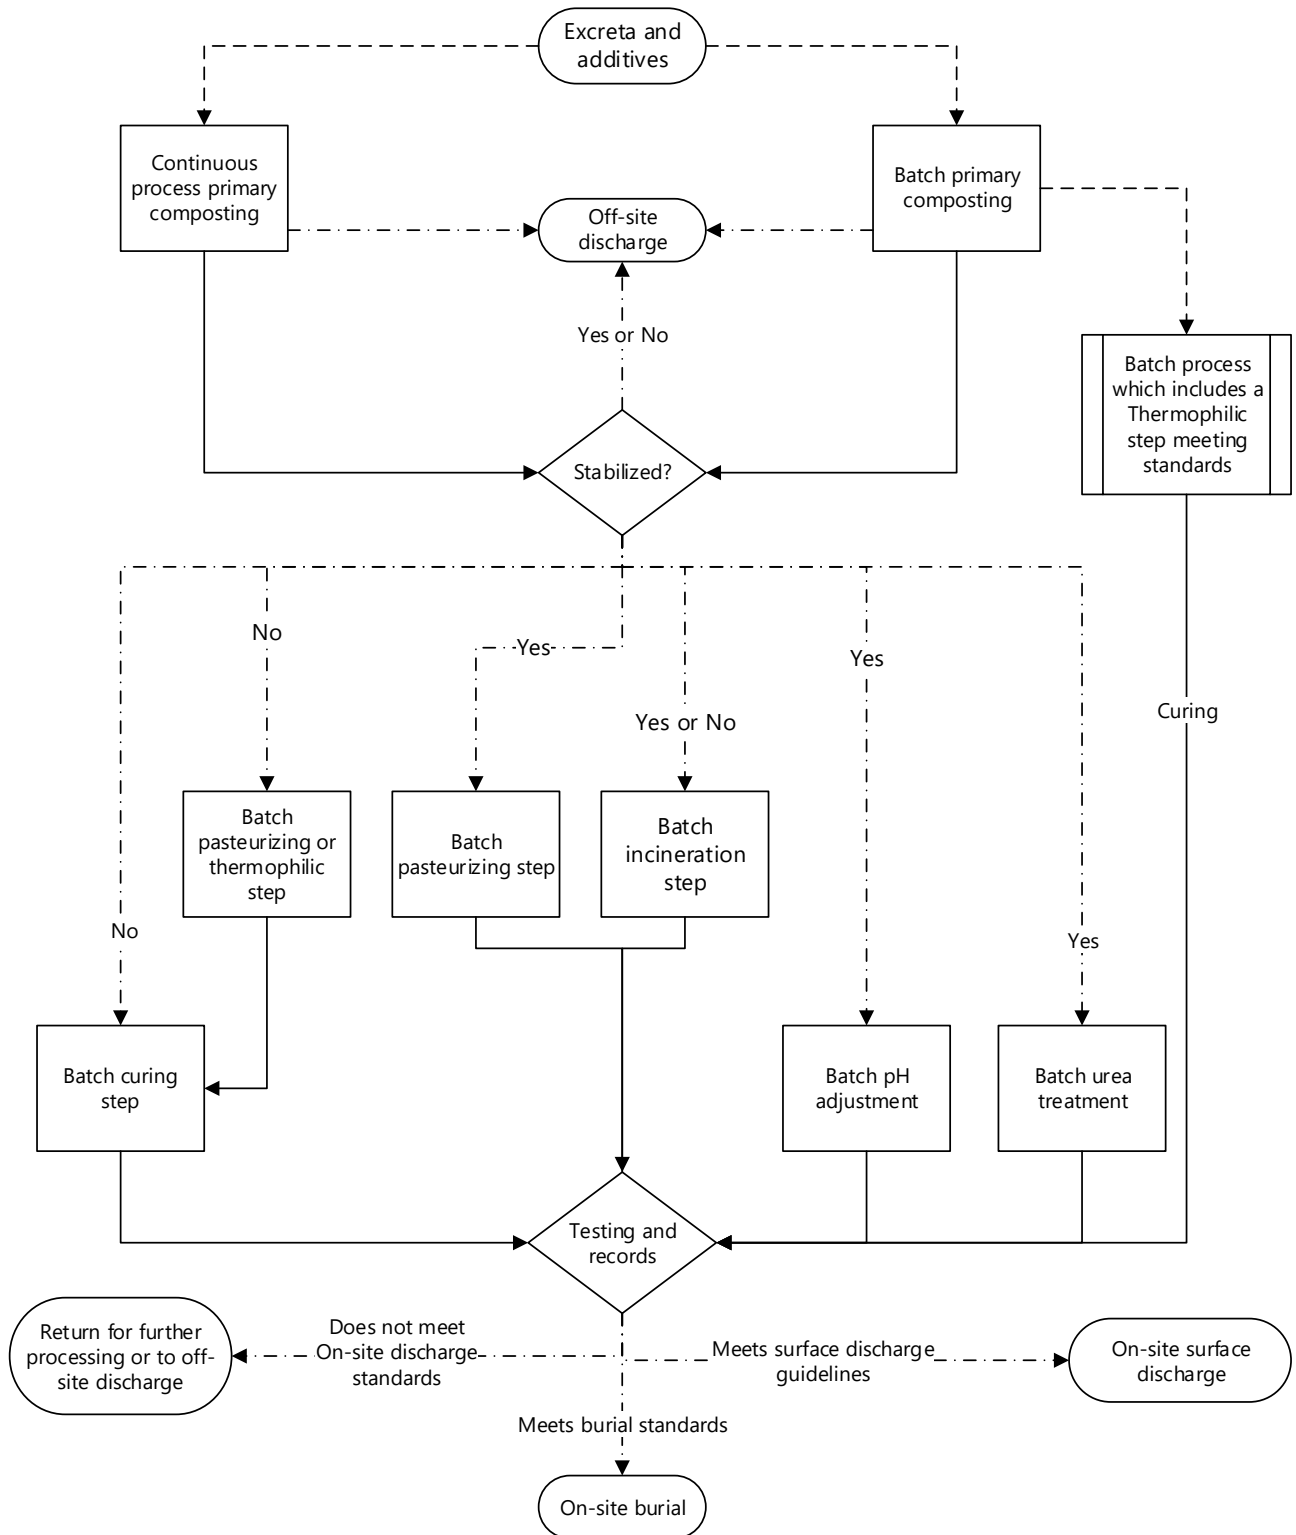 Excreta and
additives
Continuous
process primary
composting
Batch primary
composting
Off-site
discharge
Yes or No
Batch process
which includes a
Thermophilic
step meeting
standards
Stabilized?
No
Yes
Yes
Yes or No
Curing
Batch
pasteurizing or
thermophilic
step
Batch
pasteurizing step
Batch
incineration
step
No
Yes
Batch curing
step
Batch pH
adjustment
Batch urea
treatment
Testing and
records
Return for further
processing or to off-
site discharge
Does not meet
On-site discharge
standards
Meets surface discharge
guidelines
On-site surface
discharge
Meets burial standards
On-site burial